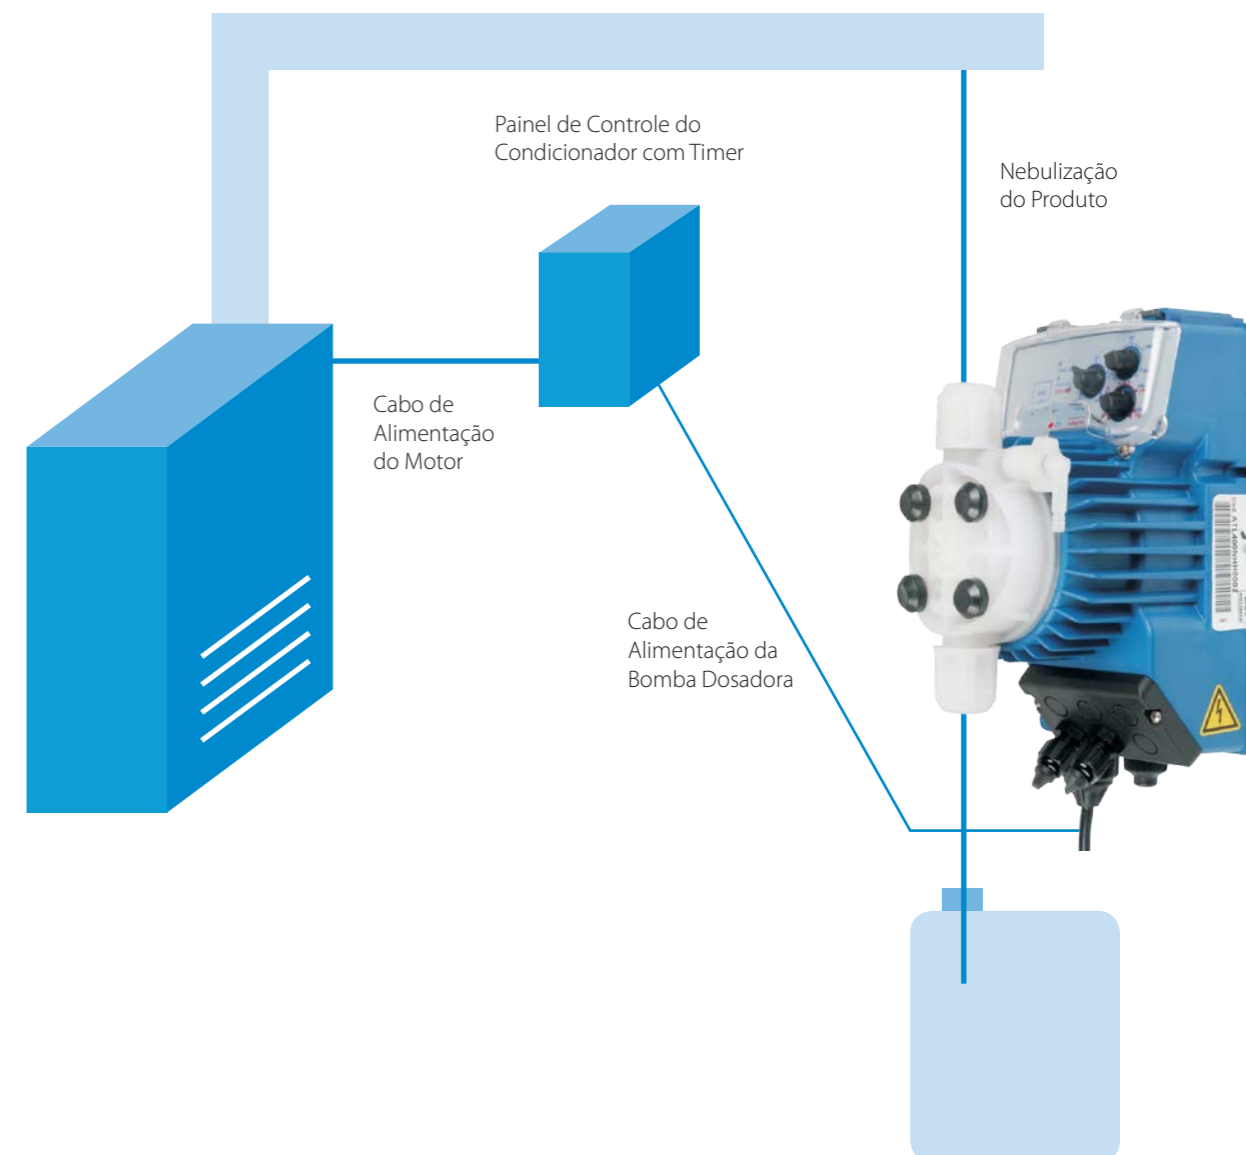 Painel de Controle do
Condicionador com Timer
Nebulização
do Produto
Cabo de
Alimentação
do Motor
Cabo de
Alimentação da
Bomba Dosadora